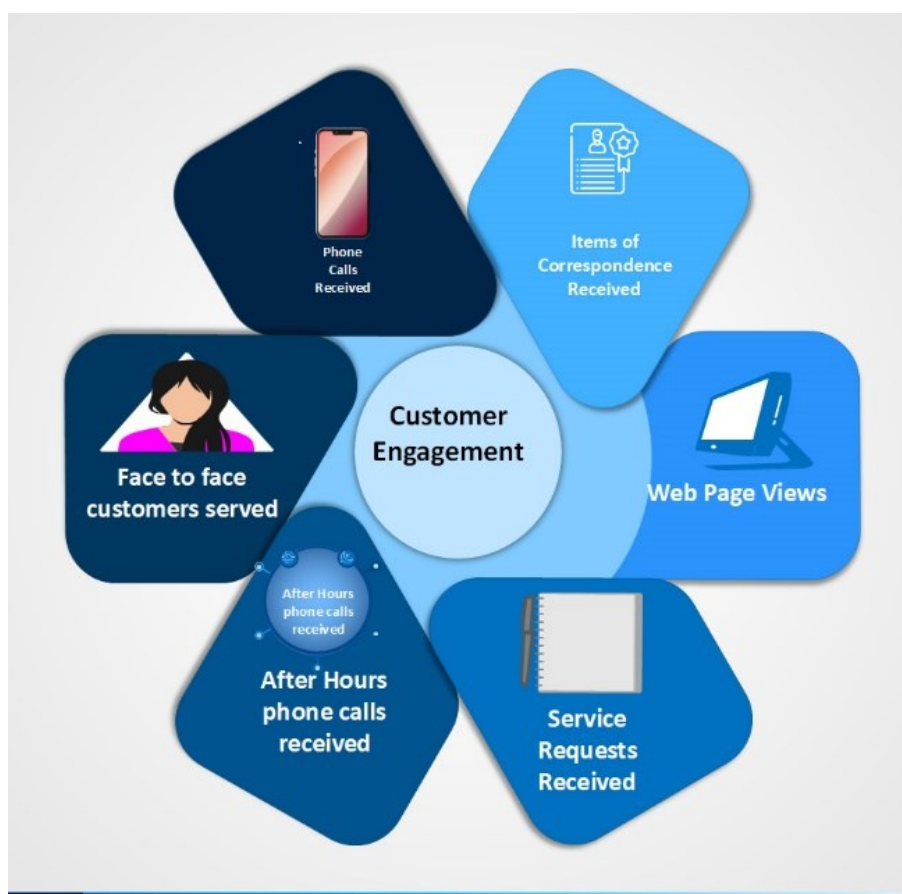 Phone
Calls
Received
Items of
Correspondence
Received
Customer
Engagement
Face to face
customers served
Web Page Views
After Hours
phone calls
received
After Hours
phone calls
received
Service
Requests
Received